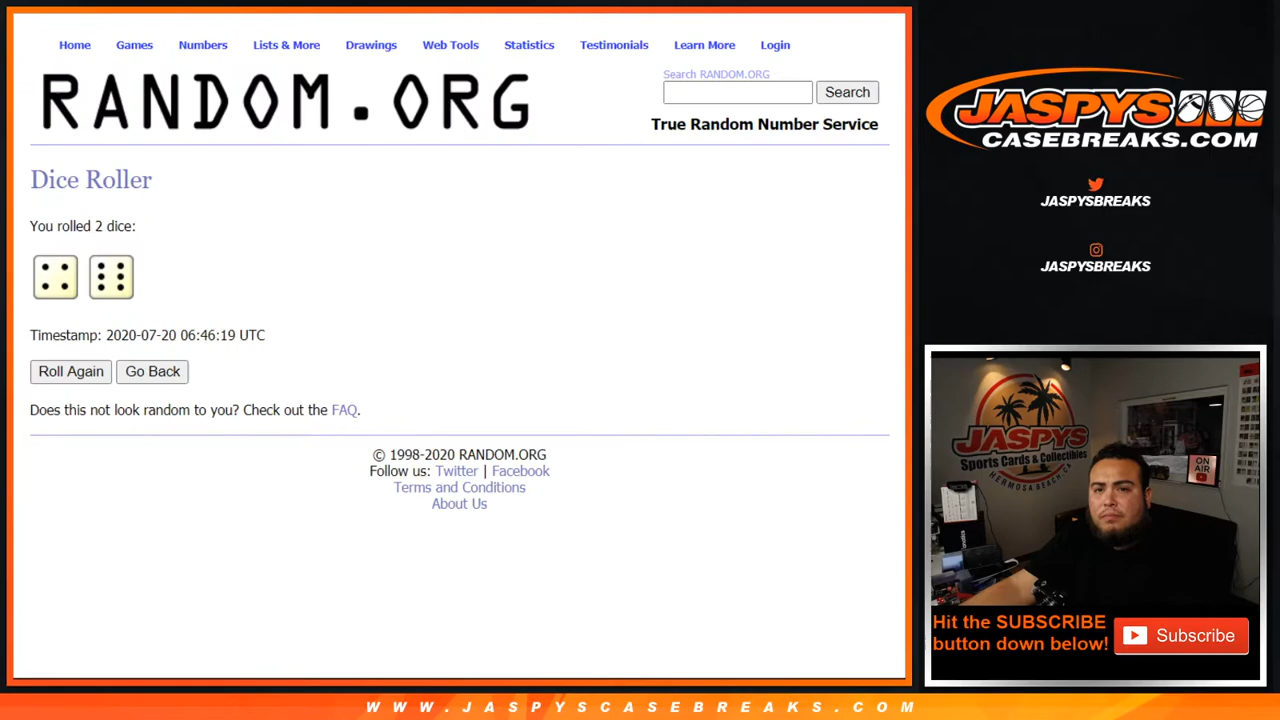 Home Games Numbers Lists & More Drawings Web Tools Statistics Testimonials Learn More Login
RANDOM.ORG
Search RANDOM.ORG
Search
True Random Number Service
Dice Roller
You rolled 2 dice:
Timestamp: 2020-07-20 06:46:19 UTC
Roll Again Go Back
Does this not look random to you? Check out the FAQ.
© 1998-2020 RANDOM.ORG
Follow us: Twitter | Facebook
Terms and Conditions
About Us
JASPYS
CASEBREAKS.COM
JASPYSBREAKS
JASPYSBREAKS
JASPYS
Sports Cards & Collectibles
HERMOSA BEACH, CA
ON
AIR
Hit the SUBSCRIBE
button down below!
Subscribe
WWW.JASPYSCASEBREAKS.COM